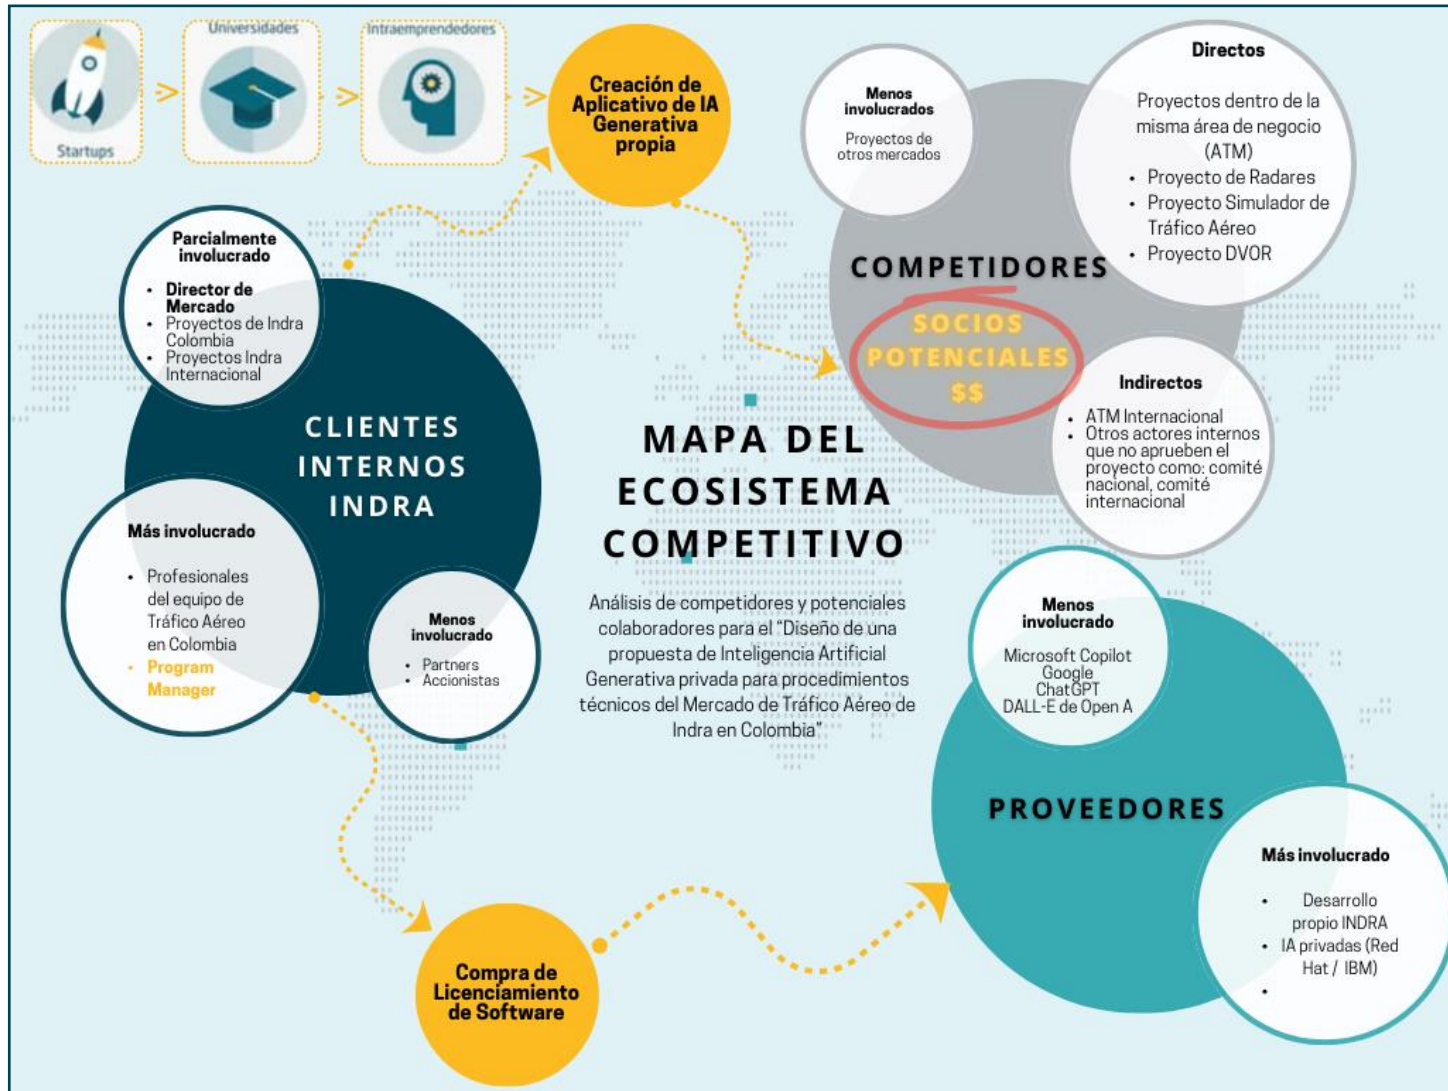 Startups
Universidades
Intraemprendedores
Creación de
Aplicativo de IA
Generativa
propia
Menos
involucrados
Proyectos de
otros mercados
Directos
Proyectos dentro de la
misma área de negocio
(ATM)
• Proyecto de Radares
• Proyecto Simulador de
Tráfico Aéreo
• Proyecto DVOR
COMPETIDORES
SOCIOS
POTENCIALES
$$
Indirectos
• ATM Internacional
• Otros actores internos
que no aprueben el
proyecto como: comité
nacional, comité
internacional
Parcialmente
involucrado
• Director de
Mercado
• Proyectos de Indra
Colombia
• Proyectos Indra
Internacional
CLIENTES
INTERNOS
INDRA
Más involucrado
• Profesionales
del equipo de
Tráfico Aéreo
en Colombia
• Program
Manager
Menos
involucrado
• Partners
• Accionistas
MAPA DEL
ECOSISTEMA
COMPETITIVO
Análisis de competidores y potenciales
colaboradores para el "Diseño de una
propuesta de Inteligencia Artificial
Generativa privada para procedimientos
técnicos del Mercado de Tráfico Aéreo de
Indra en Colombia"
Menos
involucrado
Microsoft Copilot
Google
ChatGPT
DALL-E de Open A
PROVEEDORES
Más involucrado
• Desarrollo
propio INDRA
• IA privadas (Red
Hat / IBM)
•
Compra de
Licenciamiento
de Software